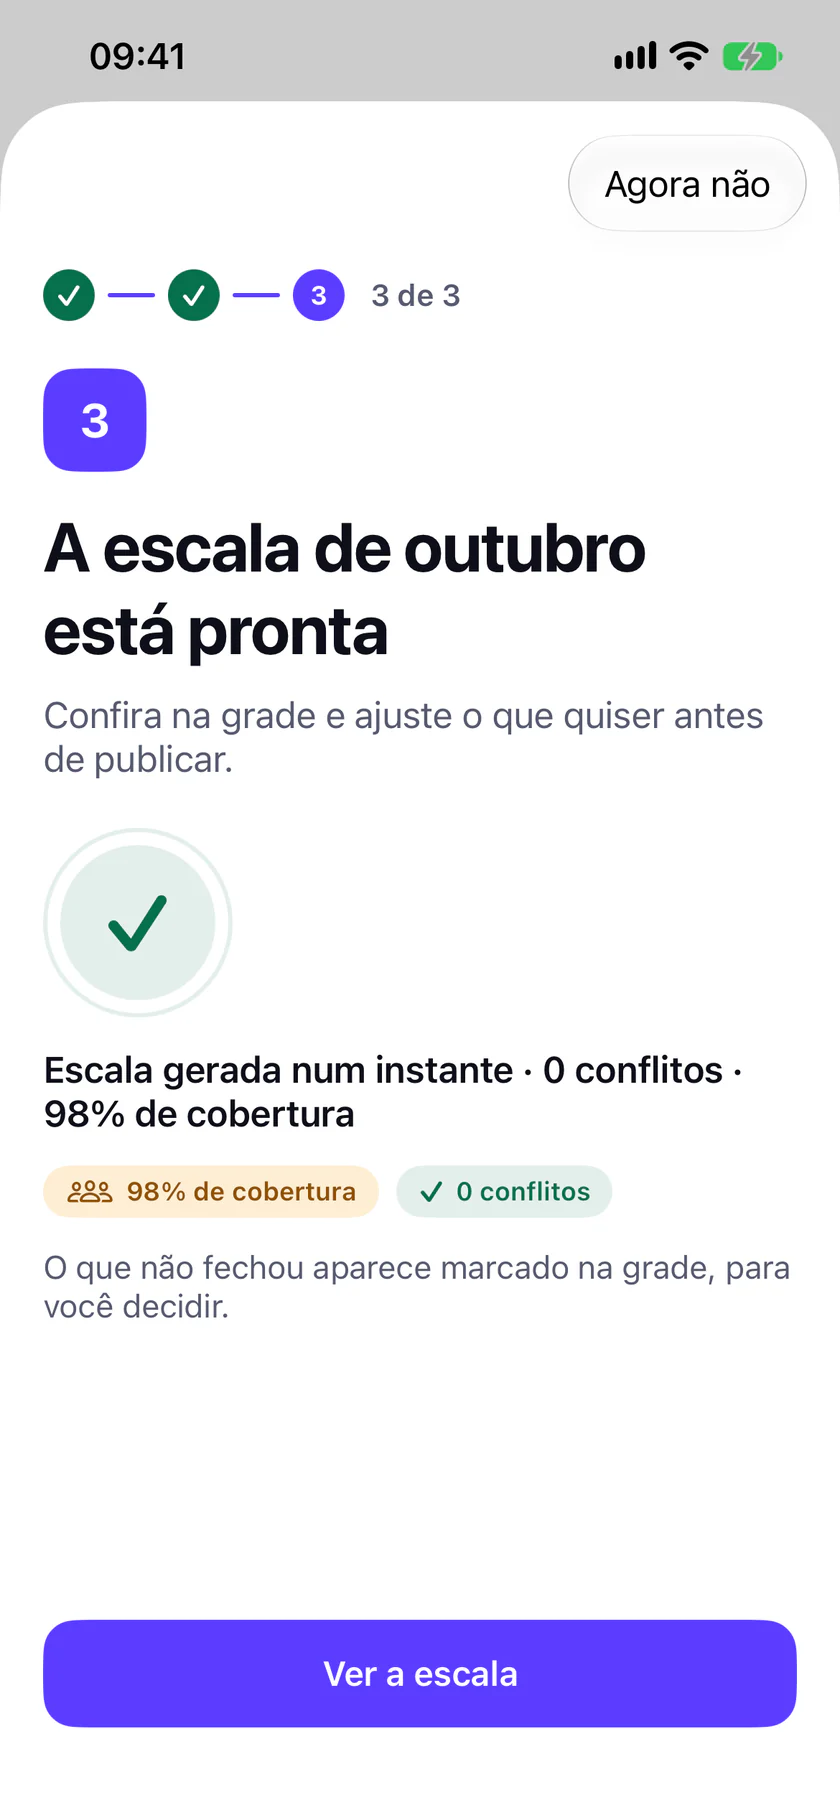 09:41
Agora não
3
3 de 3
3
A escala de outubro
está pronta
Confira na grade e ajuste o que quiser antes
de publicar.
Escala gerada num instante · 0 conflitos ·
98% de cobertura
98% de cobertura
0 conflitos
O que não fechou aparece marcado na grade, para
você decidir.
Ver a escala